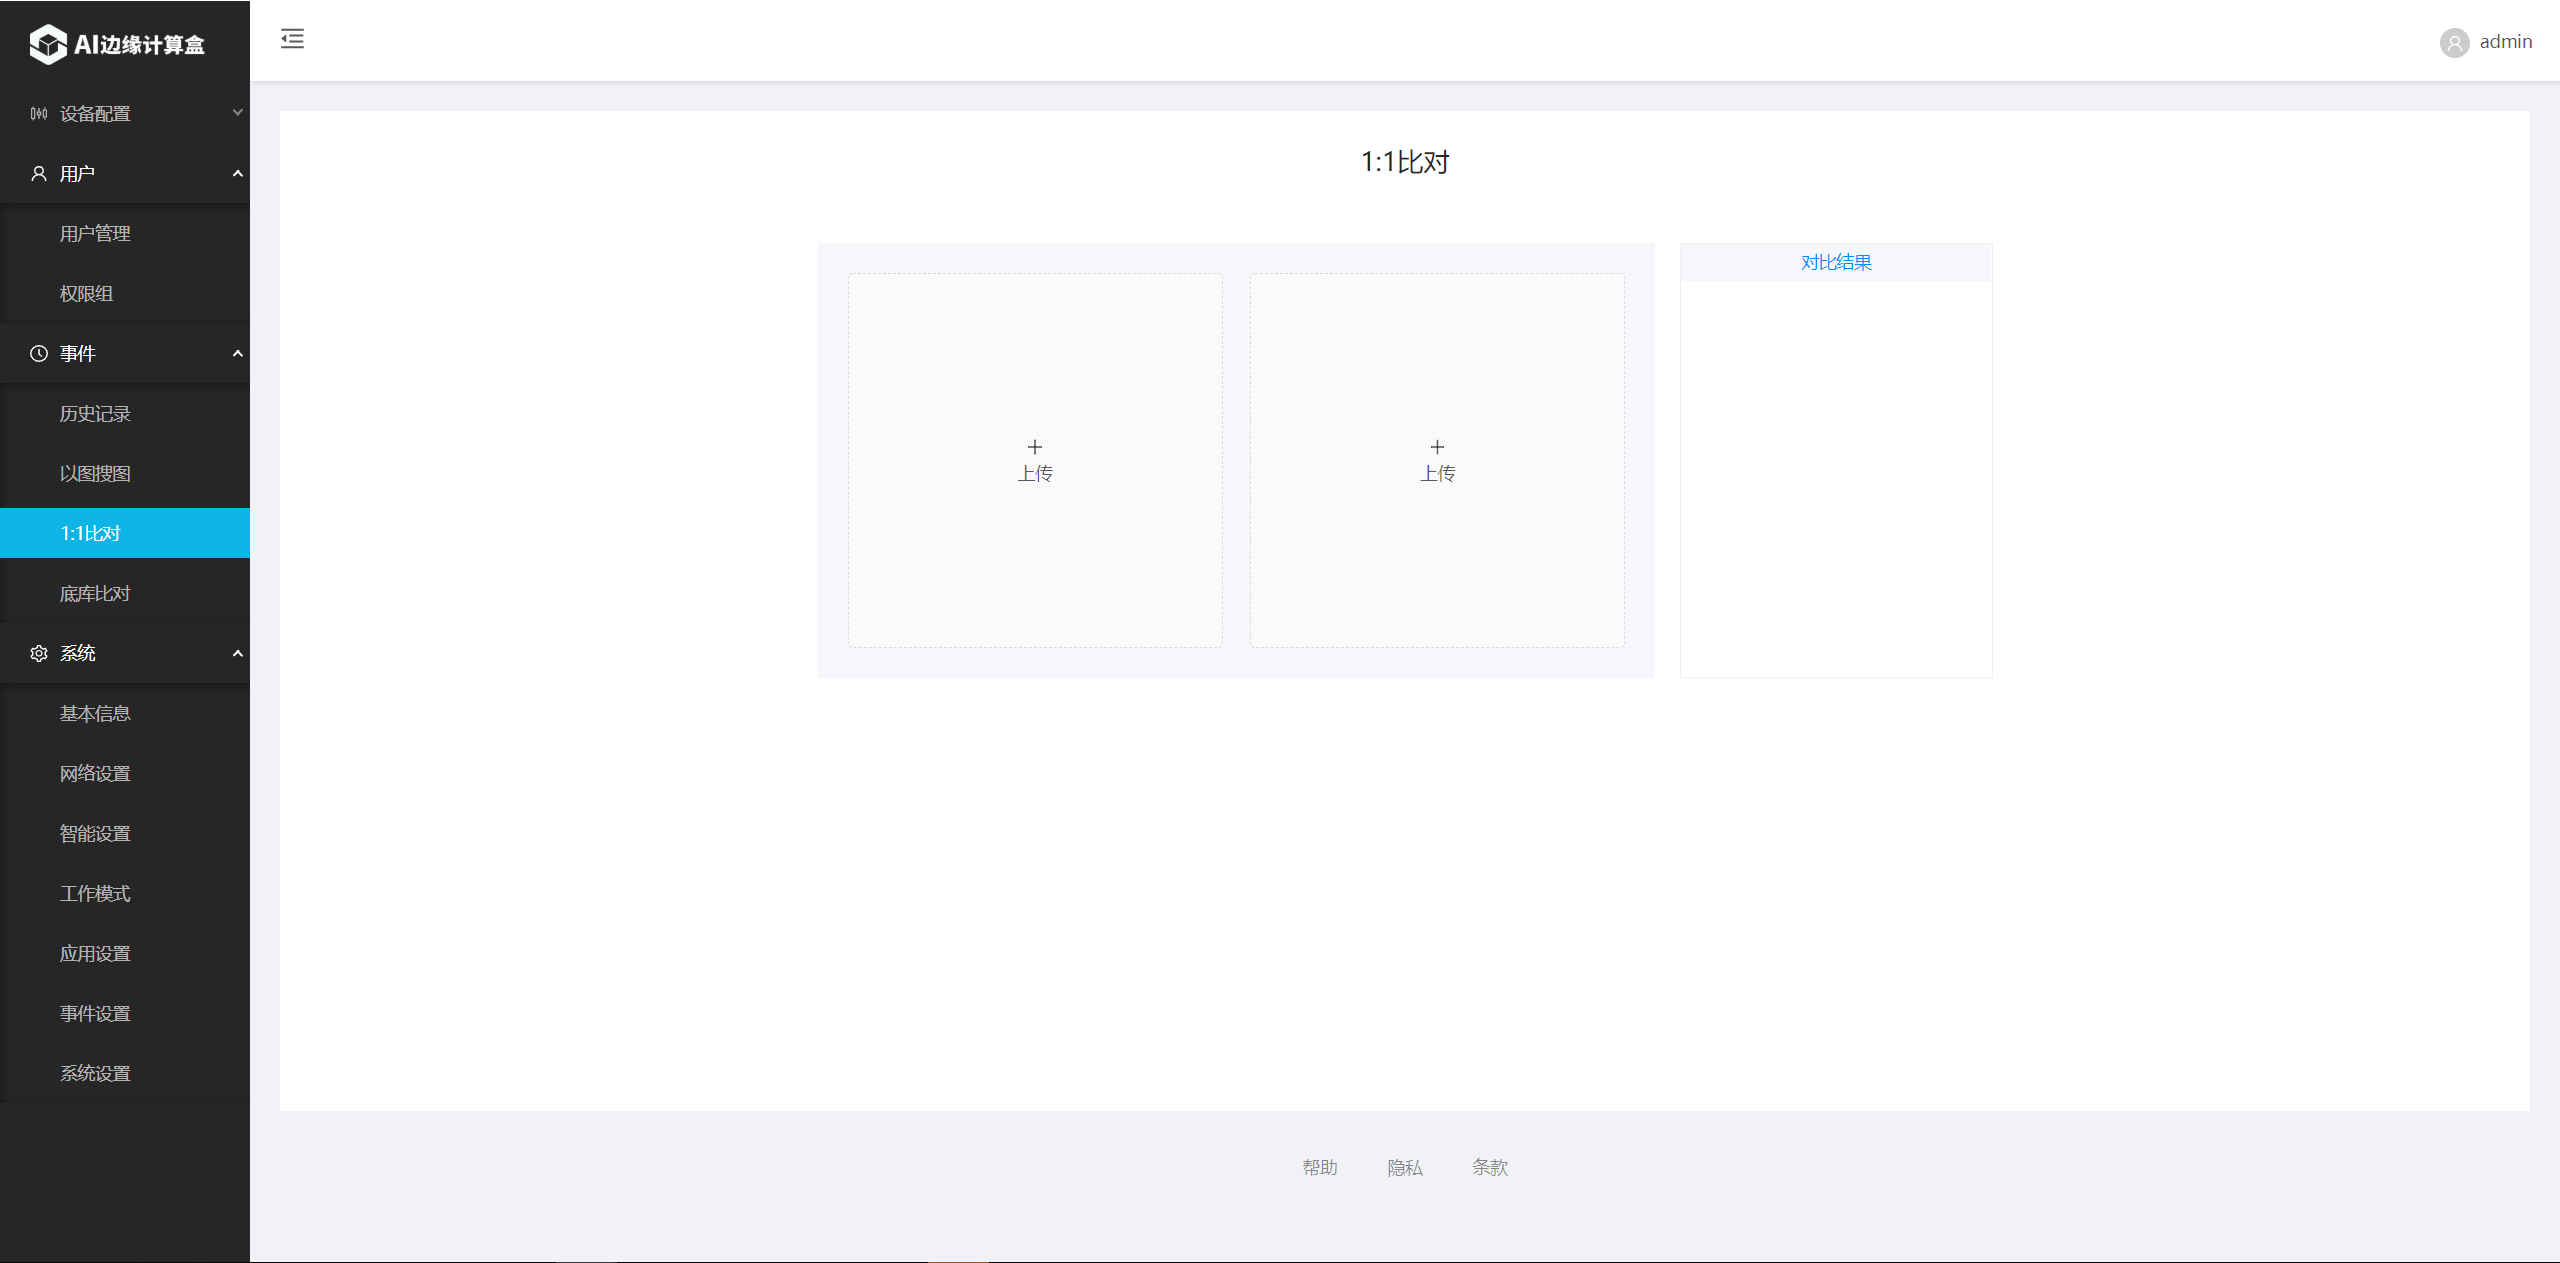 AI边缘计算盒
admin
设备配置
用户
用户管理
权限组
事件
历史记录
以图搜图
1:1比对
底库比对
系统
基本信息
网络设置
智能设置
工作模式
应用设置
事件设置
系统设置
1:1比对
上传
上传
对比结果
帮助 隐私 条款